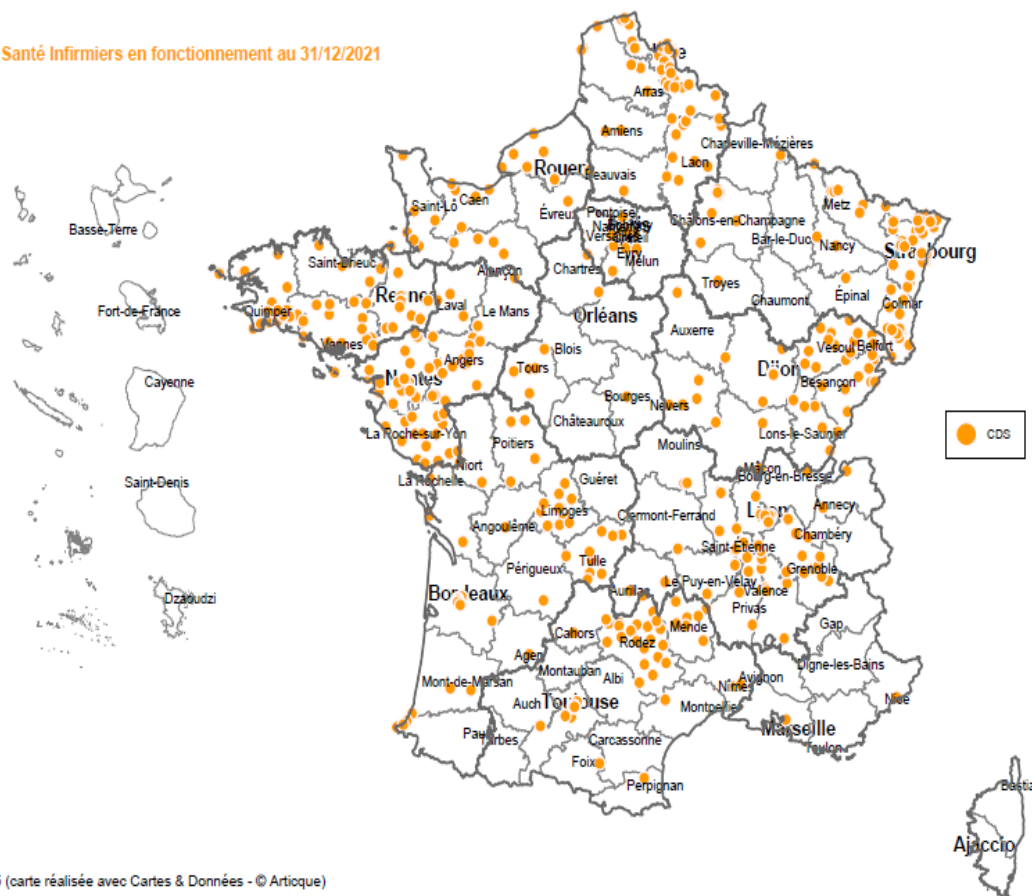 Santé Infirmiers en fonctionnement au 31/12/2021
Lille
Arras
Amiens
Charleville-Mézières
Laon
Rouen
Beauvais
Metz
Saint-Lô
Caen
Évreux
Pontoise
Châlons-en-Champagne
Basse-Terre
Versailles
Bar-le-Duc
Nancy
Strasbourg
Saint-Brieuc
Alençon
Chartres
Évry
Melun
Troyes
Épinal
Rennes
Laval
Chaumont
Colmar
Fort-de-France
Quimper
Le Mans
Orléans
Vannes
Auxerre
Angers
Blois
Vesoul
Belfort
Nantes
Tours
Dijon
Cayenne
Besançon
Bourges
Nevers
Châteauroux
La Roche-sur-Yon
Poitiers
Moulins
Lons-le-Saunier
CDS
Niort
Mâcon
La Rochelle
Guéret
Bourg-en-Bresse
Saint-Denis
Limoges
Clermont-Ferrand
Lyon
Annecy
Angoulême
Chambéry
Saint-Étienne
Tulle
Périgueux
Grenoble
Le Puy-en-Velay
Dzaoudzi
Bordeaux
Aurillac
Valence
Privas
Cahors
Rodez
Mende
Gap
Agen
Montauban
Albi
Digne-les-Bains
Avignon
Mont-de-Marsan
Nîmes
Nice
Auch
Toulouse
Montpellier
Marseille
Pau
Tarbes
Carcassonne
Toulon
Foix
Perpignan
Bastia
Ajaccio
(carte réalisée avec Cartes & Données - © Articque)